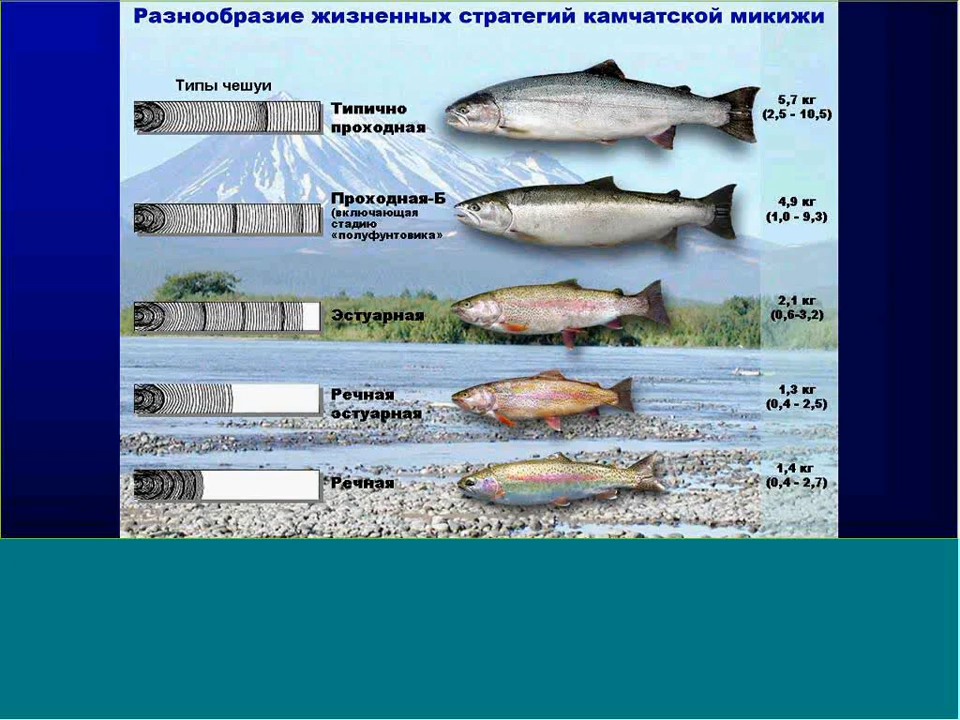 Разнообразие жизненных стратегий камчатской микижи
Типы чешуи
Типично
проходная
5,7 кг
(2,5 - 10,5)
Проходная-Б
(включающая
стадию
«полуфунтовика»
4,9 кг
(1,0 - 9,3)
Эстуарная
2,1 кг
(0,6-3,2)
Речная
эстуарная
1,3 кг
(0,4 - 2,5)
Речная
1,4 кг
(0,4 - 2,7)